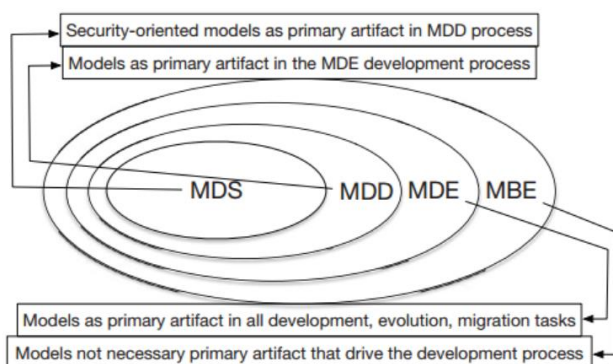 Security-oriented models as primary artifact in MDD process
Models as primary artifact in the MDE development process
MDS MDD MDE MBE
Models as primary artifact in all development, evolution, migration tasks
Models not necessary primary artifact that drive the development process